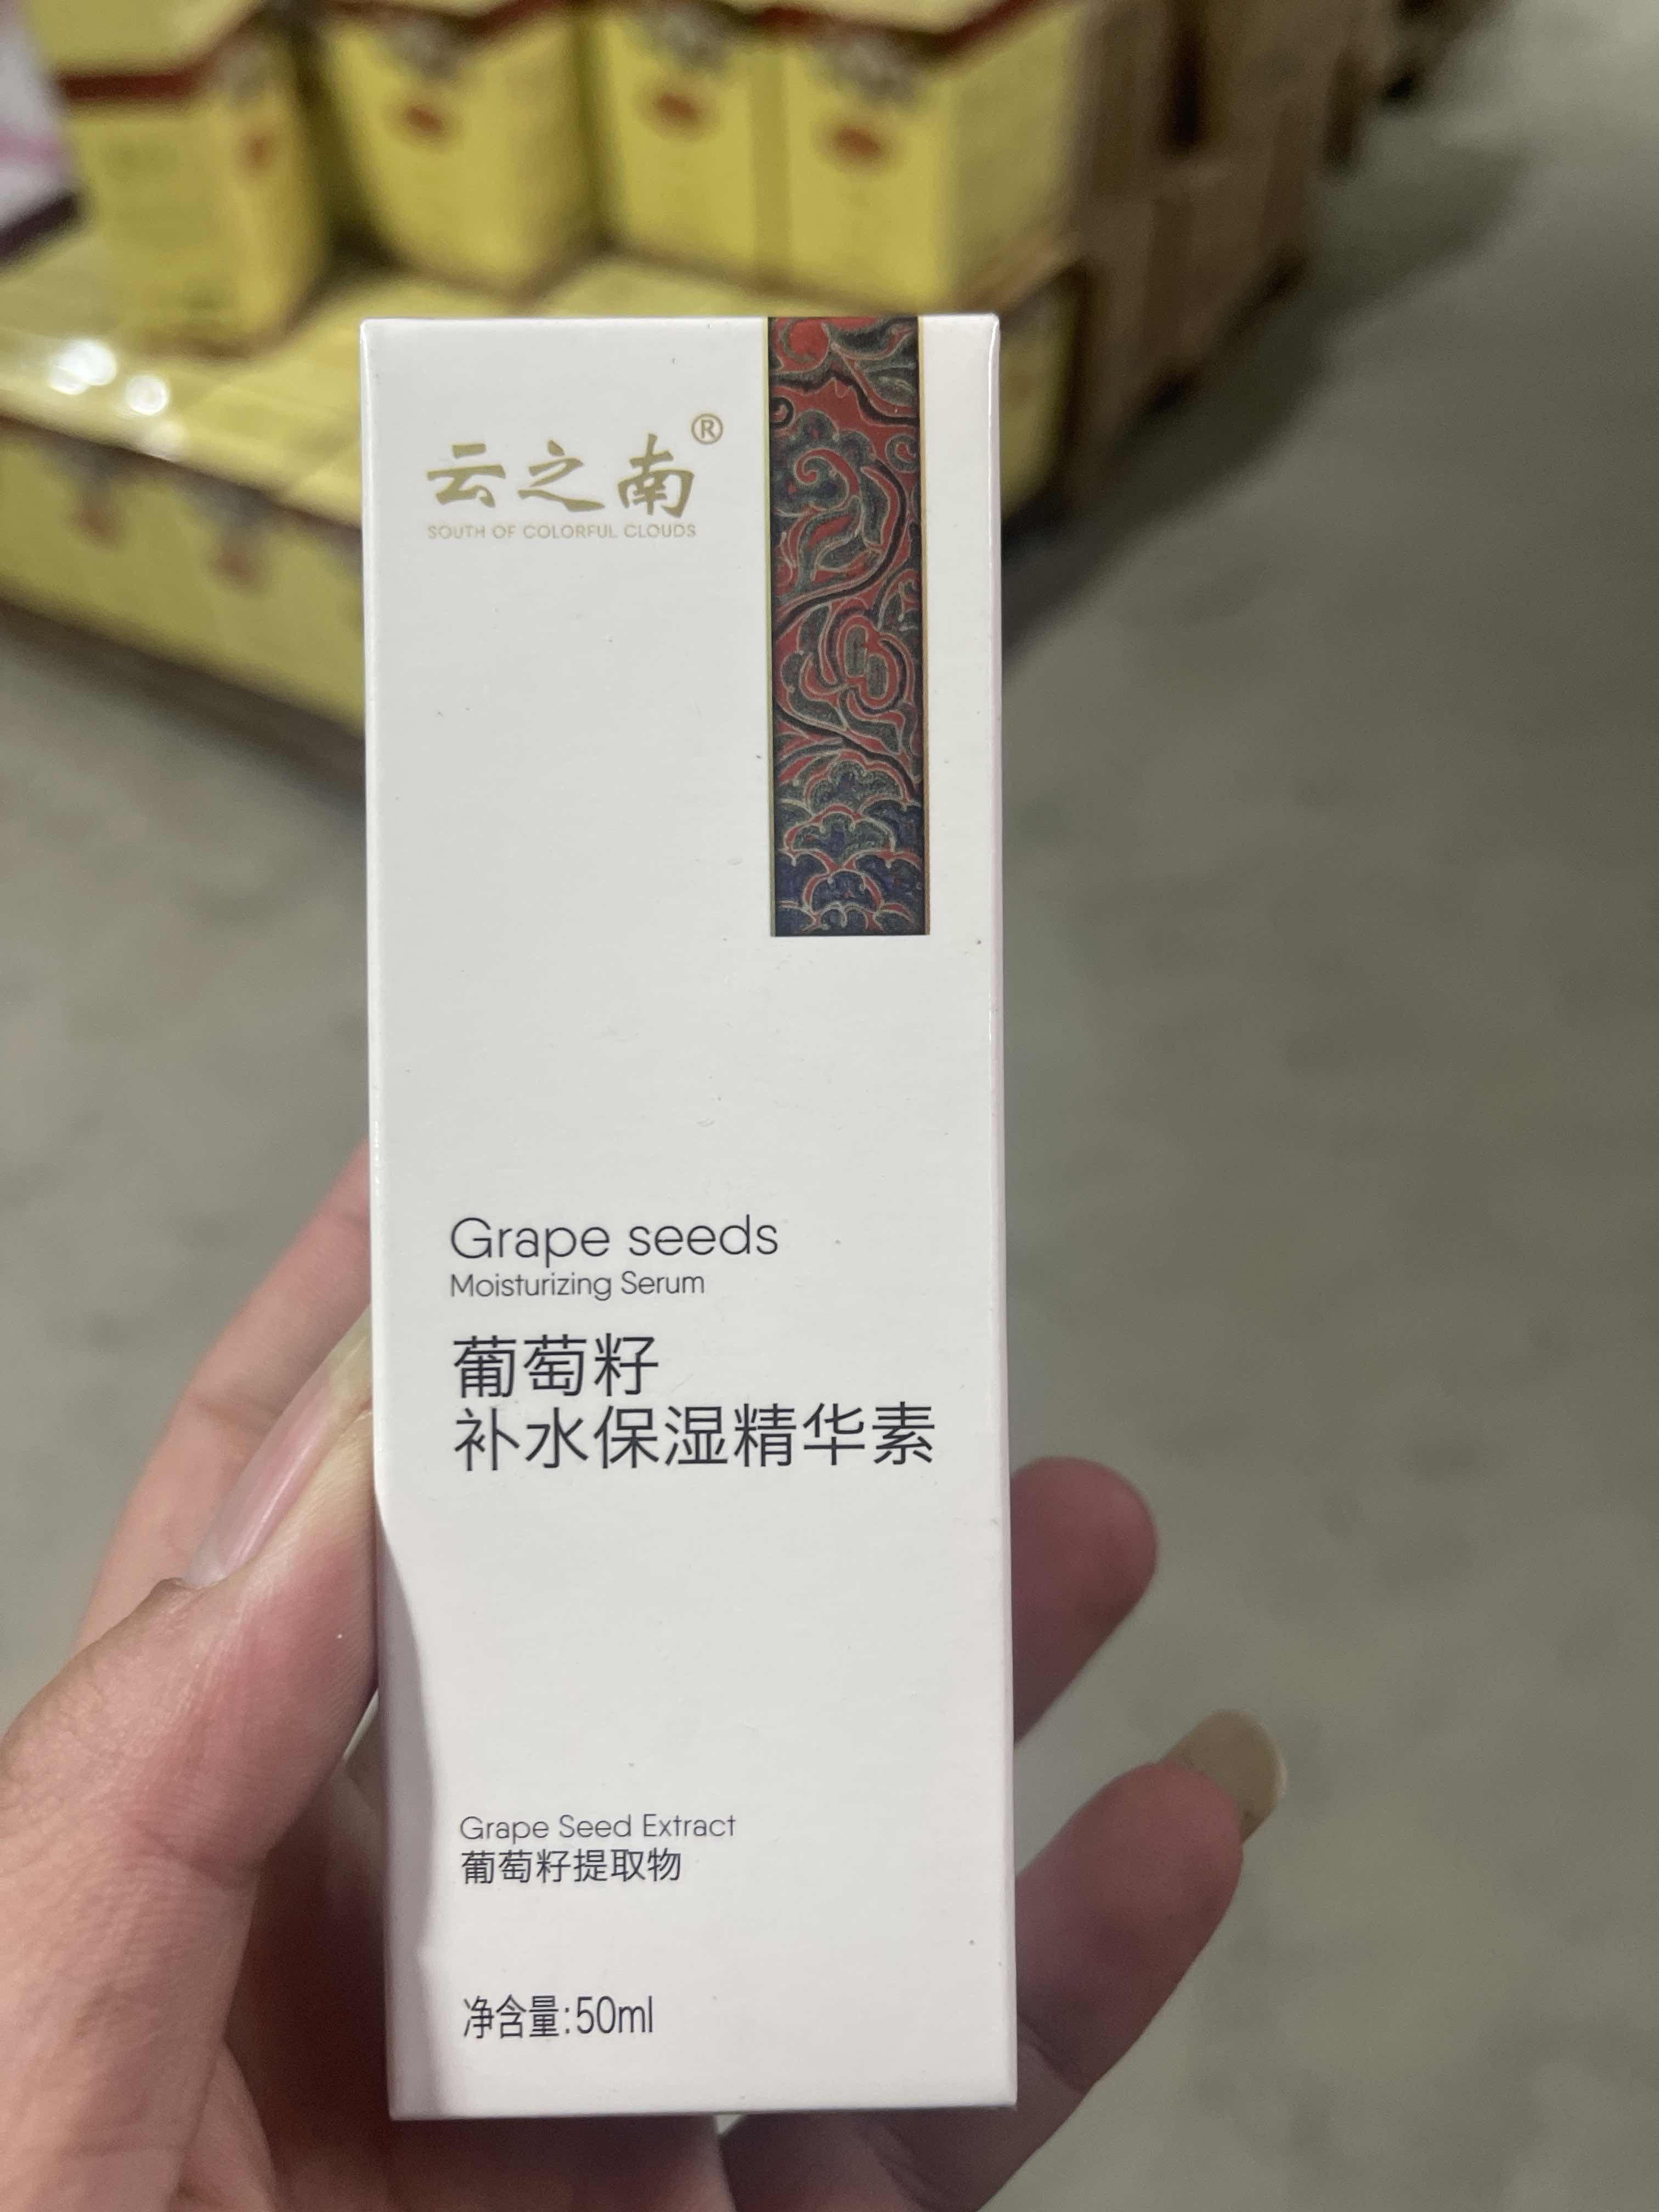 云之南®
SOUTH OF COLORFUL CLOUDS
Grape seeds
Moisturizing Serum
葡萄籽
补水保湿精华素
Grape Seed Extract
葡萄籽提取物
净含量:50ml